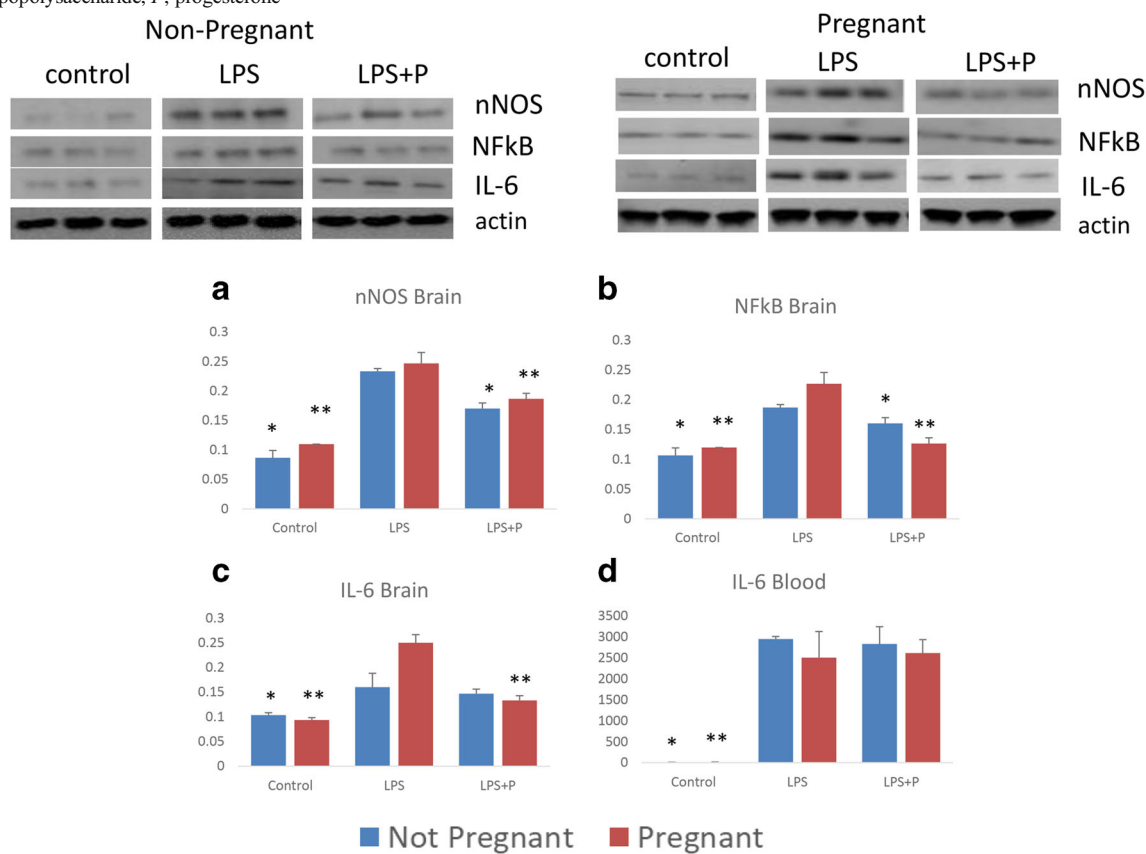 popolysaccharide; P, progesterone
Non-Pregnant
control LPS LPS+P
nNOS
NFkB
IL-6
actin
Pregnant
control LPS LPS+P
nNOS
NFkB
IL-6
actin
a
nNOS Brain
0.3
0.25
0.2
0.15
0.1
0.05
0
* ** * **
Control LPS LPS+P
b
NFkB Brain
0.3
0.25
0.2
0.15
0.1
0.05
0
* ** * **
Control LPS LPS+P
c
IL-6 Brain
0.3
0.25
0.2
0.15
0.1
0.05
0
* ** **
Control LPS LPS+P
d
IL-6 Blood
3500
3000
2500
2000
1500
1000
500
0
* **
Control LPS LPS+P
Not Pregnant Pregnant